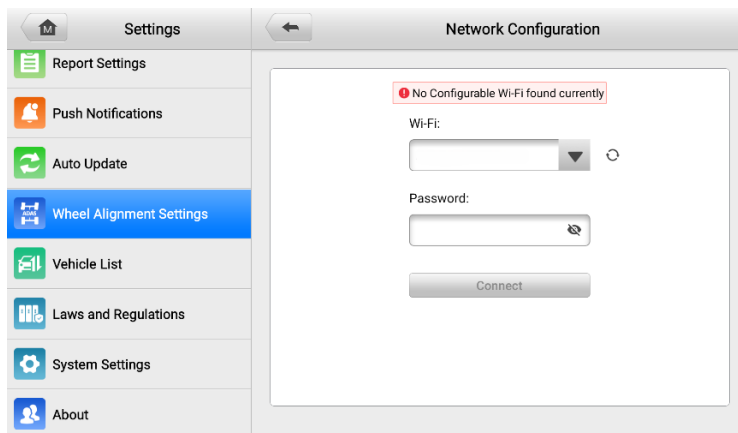 M
Settings
Network Configuration
Report Settings
Push Notifications
Auto Update
ADAS
Wheel Alignment Settings
Vehicle List
Laws and Regulations
System Settings
About
No Configurable Wi-Fi found currently
Wi-Fi:
Password:
Connect